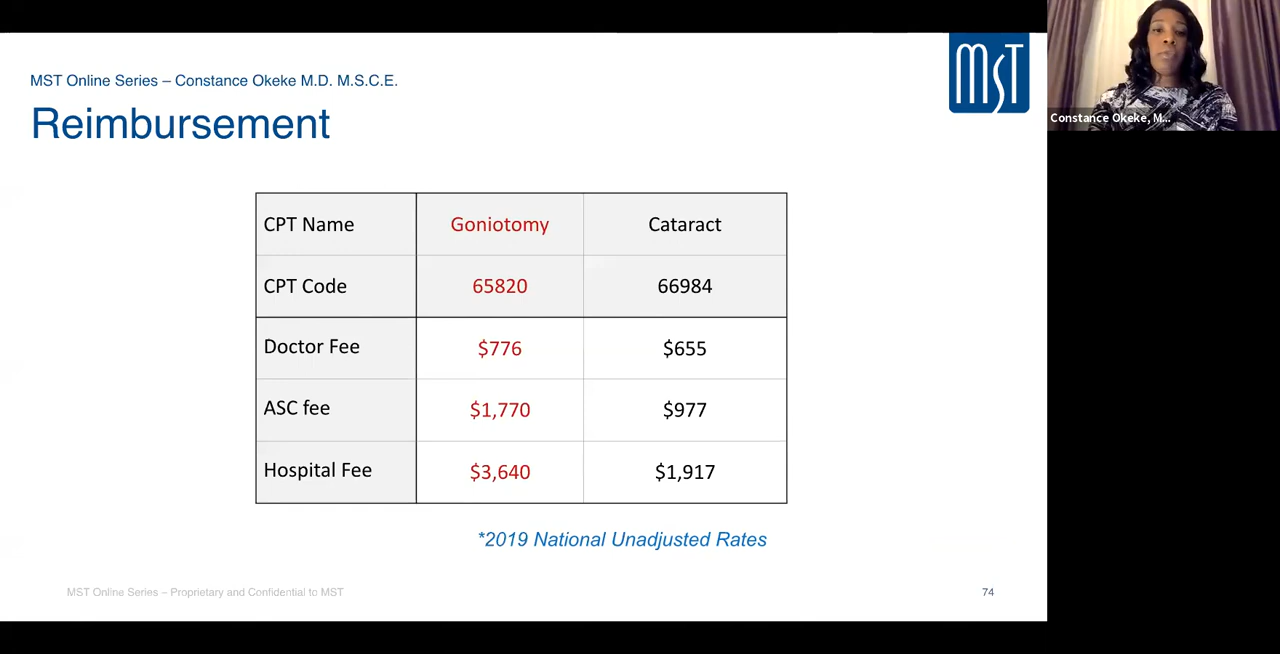 MST Online Series – Constance Okeke M.D. M.S.C.E.
Reimbursement
MST
Constance Okeke, M...
CPT Name Goniotomy Cataract
CPT Code 65820 66984
Doctor Fee $776 $655
ASC fee $1,770 $977
Hospital Fee $3,640 $1,917
*2019 National Unadjusted Rates
MST Online Series – Proprietary and Confidential to MST
74